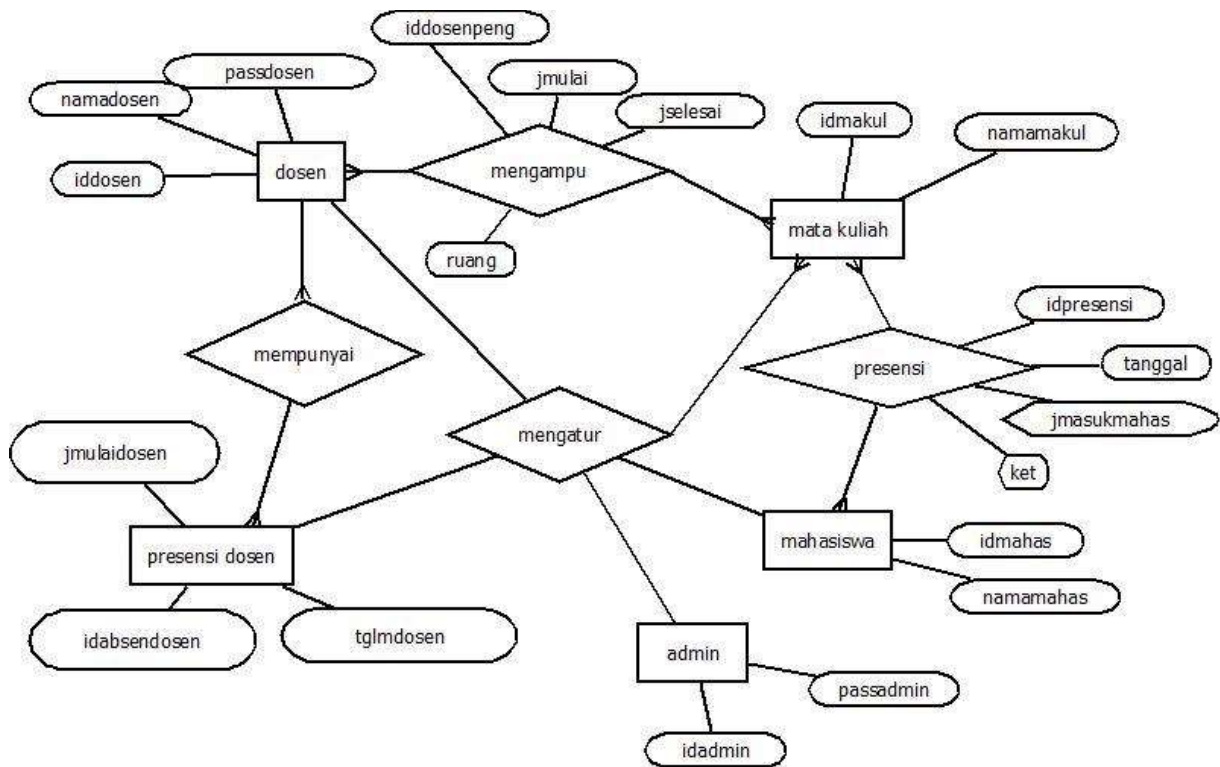 iddosenpeng
passdosen
jmulai
namadosen
jselesai
idmakul
namamakul
dosen
mengampu
iddosen
mata kuliah
ruang
idpresensi
mempunyai
presensi
tanggal
jmasukmahas
mengatur
jmulaidosen
ket
presensi dosen
mahasiswa
idmahas
namamahas
idabsendosen
tglmdosen
admin
passadmin
idadmin